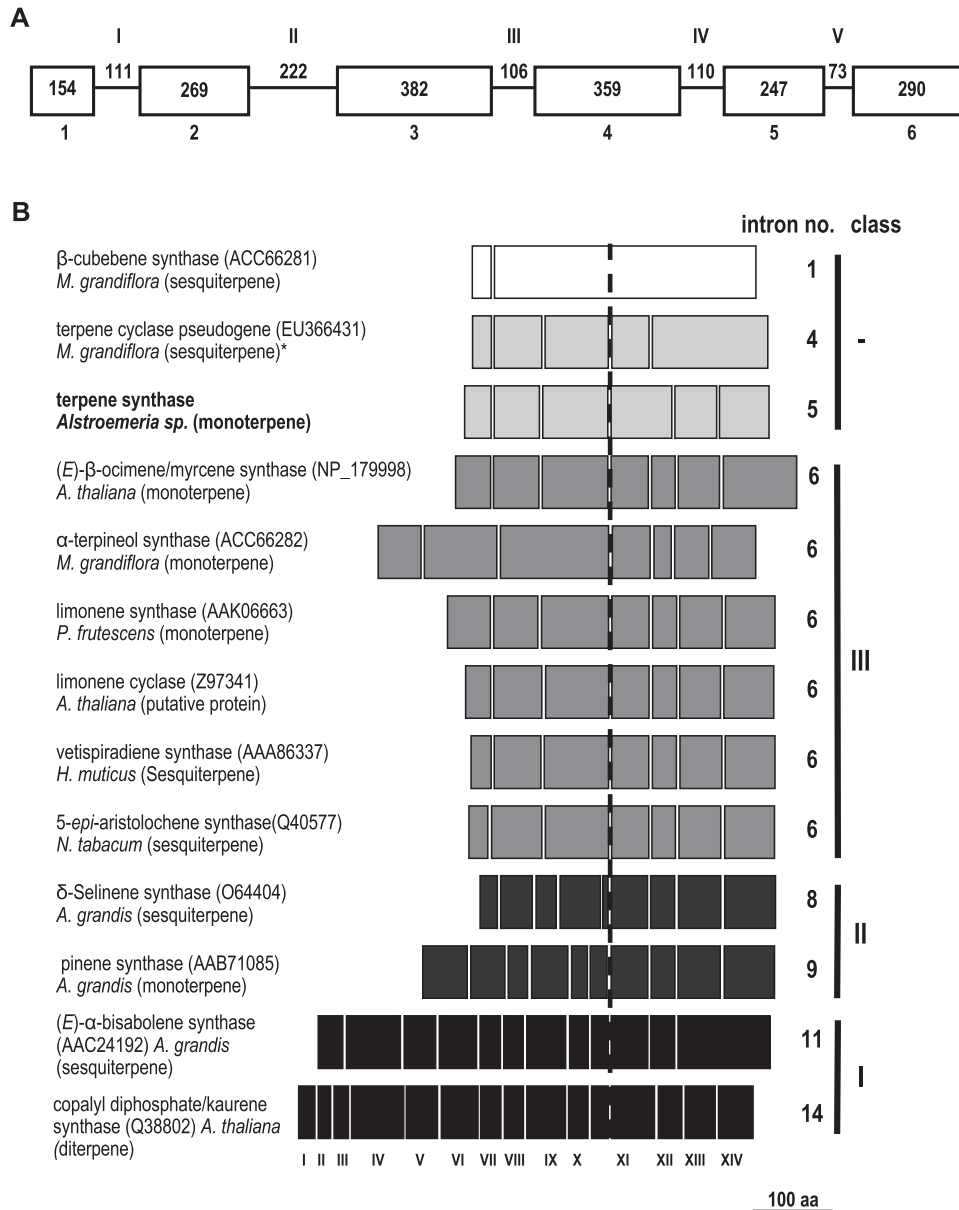 A
I II III IV V
111 222 106 110 73
154 269 382 359 247 290
1 2 3 4 5 6
B
intron no. class
β-cubebene synthase (ACC66281)
M. grandiflora (sesquiterpene)
1
terpene cyclase pseudogene (EU366431)
M. grandiflora (sesquiterpene)*
4
-
terpene synthase
Alstroemeria sp. (monoterpene)
5
(E)-β-ocimene/myrcene synthase (NP_179998)
A. thaliana (monoterpene)
6
α-terpineol synthase (ACC66282)
M. grandiflora (monoterpene)
6
limonene synthase (AAK06663)
P. frutescens (monoterpene)
6
III
limonene cyclase (Z97341)
A. thaliana (putative protein)
6
vetispiradiene synthase (AAA86337)
H. muticus (Sesquiterpene)
6
5-epi-aristolochene synthase(Q40577)
N. tabacum (sesquiterpene)
6
δ-Selinene synthase (O64404)
A. grandis (sesquiterpene)
8
II
pinene synthase (AAB71085)
A. grandis (monoterpene)
9
(E)-α-bisabolene synthase
(AAC24192) A. grandis
(sesquiterpene)
11
I
copalyl diphosphate/kaurene
synthase (Q38802) A. thaliana
(diterpene)
14
I II III IV V VI VII VIII IX X XI XII XIII XIV
100 aa